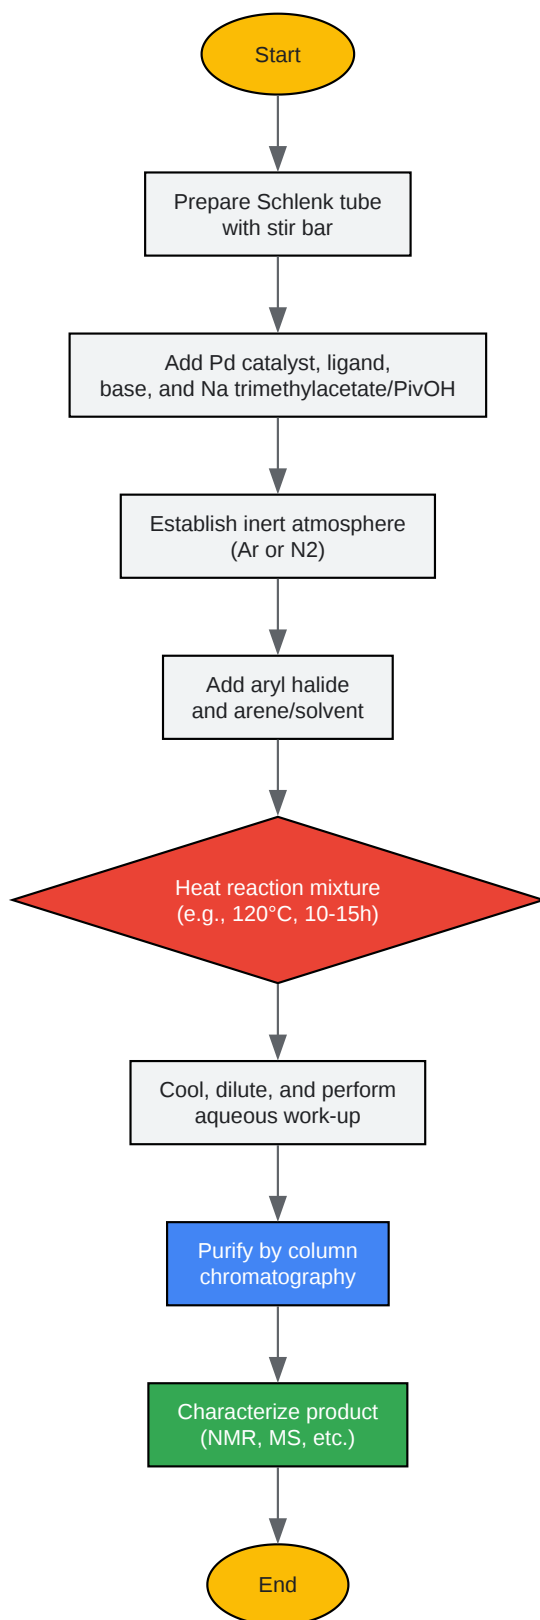 Start
Prepare Schlenk tube
with stir bar
Add Pd catalyst, ligand,
base, and Na trimethylacetate/PivOH
Establish inert atmosphere
(Ar or N2)
Add aryl halide
and arene/solvent
Heat reaction mixture
(e.g., 120°C, 10-15h)
Cool, dilute, and perform
aqueous work-up
Purify by column
chromatography
Characterize product
(NMR, MS, etc.)
End